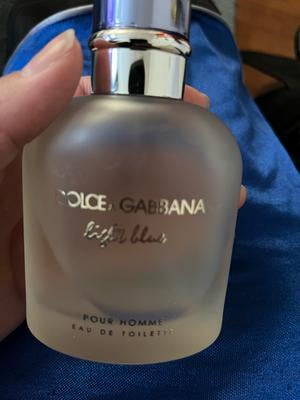 DOLCE & GABBANA
light blue
POUR HOMME
EAU DE TOILETTE